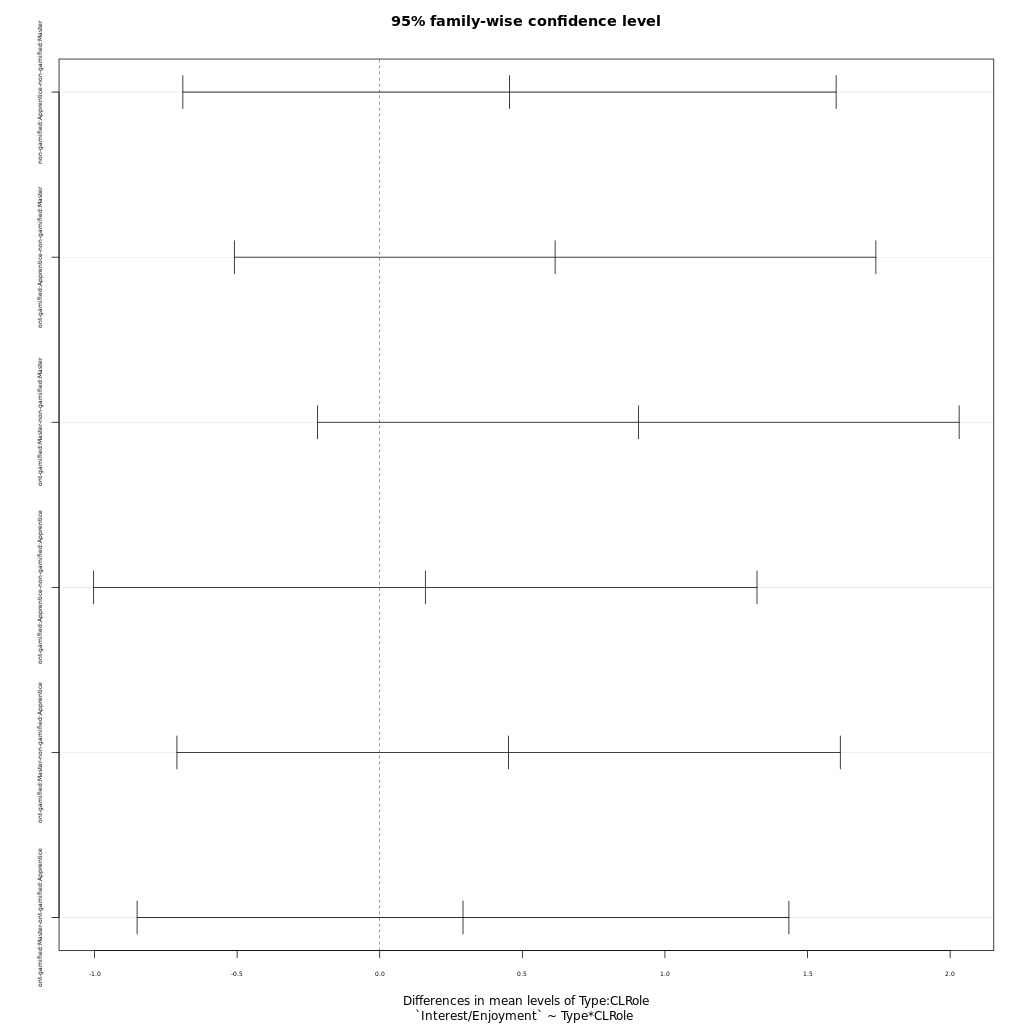 95% family-wise confidence level
non-gamified:Apprentice-non-gamified:Master
ont-gamified:Apprentice-non-gamified:Master
ont-gamified:Master-non-gamified:Master
ont-gamified:Apprentice-non-gamified:Apprentice
ont-gamified:Master-non-gamified:Apprentice
ont-gamified:Master-ont-gamified:Apprentice
-1.0 -0.5 0.0 0.5 1.0 1.5 2.0
Differences in mean levels of Type:CLRole
`Interest/Enjoyment` ~ Type*CLRole